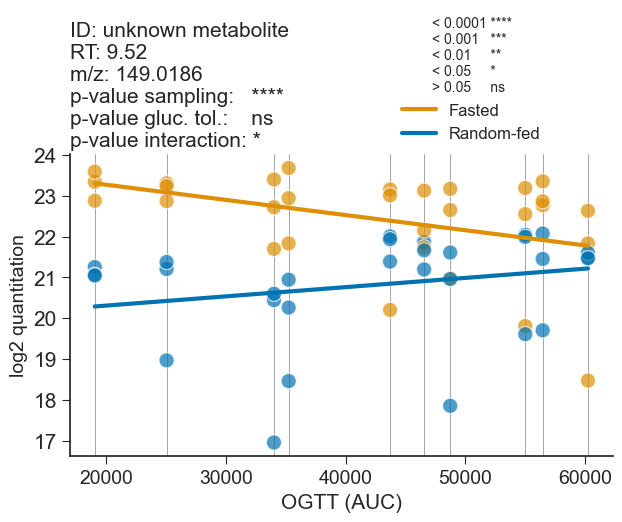 ID: unknown metabolite
RT: 9.52
m/z: 149.0186
p-value sampling: ****
p-value gluc. tol.: ns
p-value interaction: *
< 0.0001 ****
< 0.001 ***
< 0.01 **
< 0.05 *
> 0.05 ns
Fasted
Random-fed
log2 quantitation
24
23
22
21
20
19
18
17
20000 30000 40000 50000 60000
OGTT (AUC)